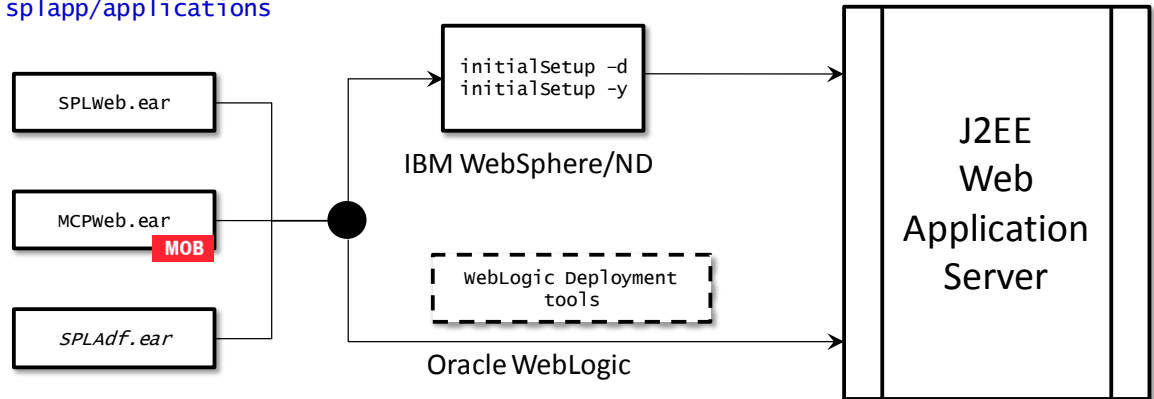 splapp/applications
SPLWeb.ear
MCPWeb.ear
MOB
SPLAdf.ear
initialSetup –d
initialSetup -y
IBM WebSphere/ND
WebLogic Deployment
tools
Oracle WebLogic
J2EE
Web
Application
Server